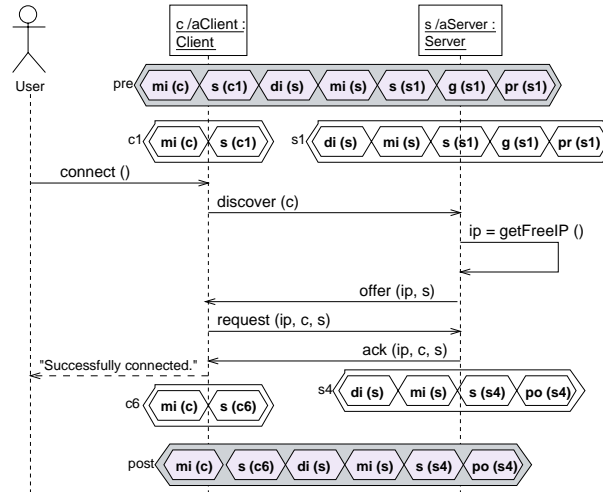 c /aClient :
Client
s /aServer :
Server
User
pre mi (c) s (c1) di (s) mi (s) s (s1) g (s1) pr (s1)
c1 mi (c) s (c1)
s1 di (s) mi (s) s (s1) g (s1) pr (s1)
connect ()
discover (c)
ip = getFreeIP ()
offer (ip, s)
request (ip, c, s)
ack (ip, c, s)
"Successfully connected."
c6 mi (c) s (c6)
s4 di (s) mi (s) s (s4) po (s4)
post mi (c) s (c6) di (s) mi (s) s (s4) po (s4)